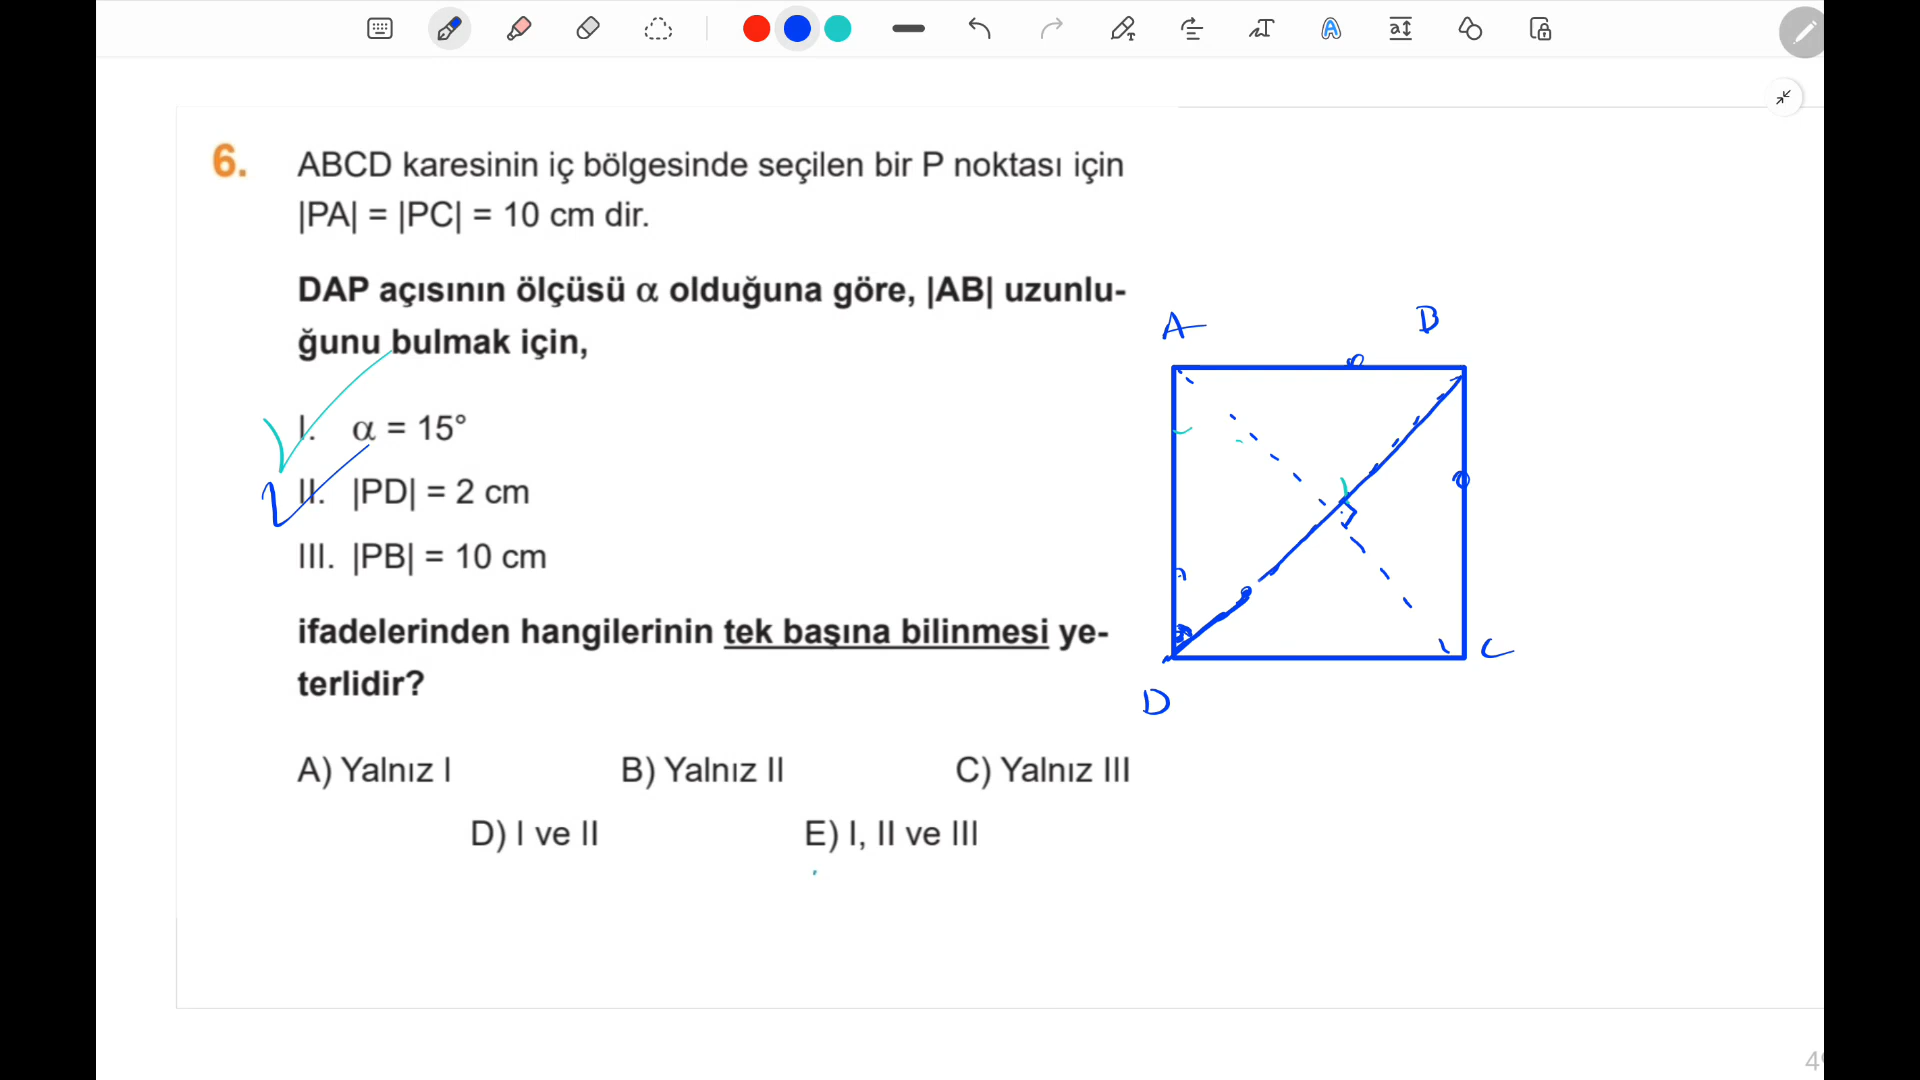 6. ABCD karesinin iç bölgesinde seçilen bir P noktası için
|PA| = |PC| = 10 cm dir.
DAP açısının ölçüsü α olduğuna göre, |AB| uzunlu-
ğunu bulmak için,
I. α = 15°
II. |PD| = 2 cm
III. |PB| = 10 cm
ifadelerinden hangilerinin tek başına bilinmesi ye-
terlidir?
A) Yalnız I B) Yalnız II C) Yalnız III
D) I ve II E) I, II ve III
A B
C
D